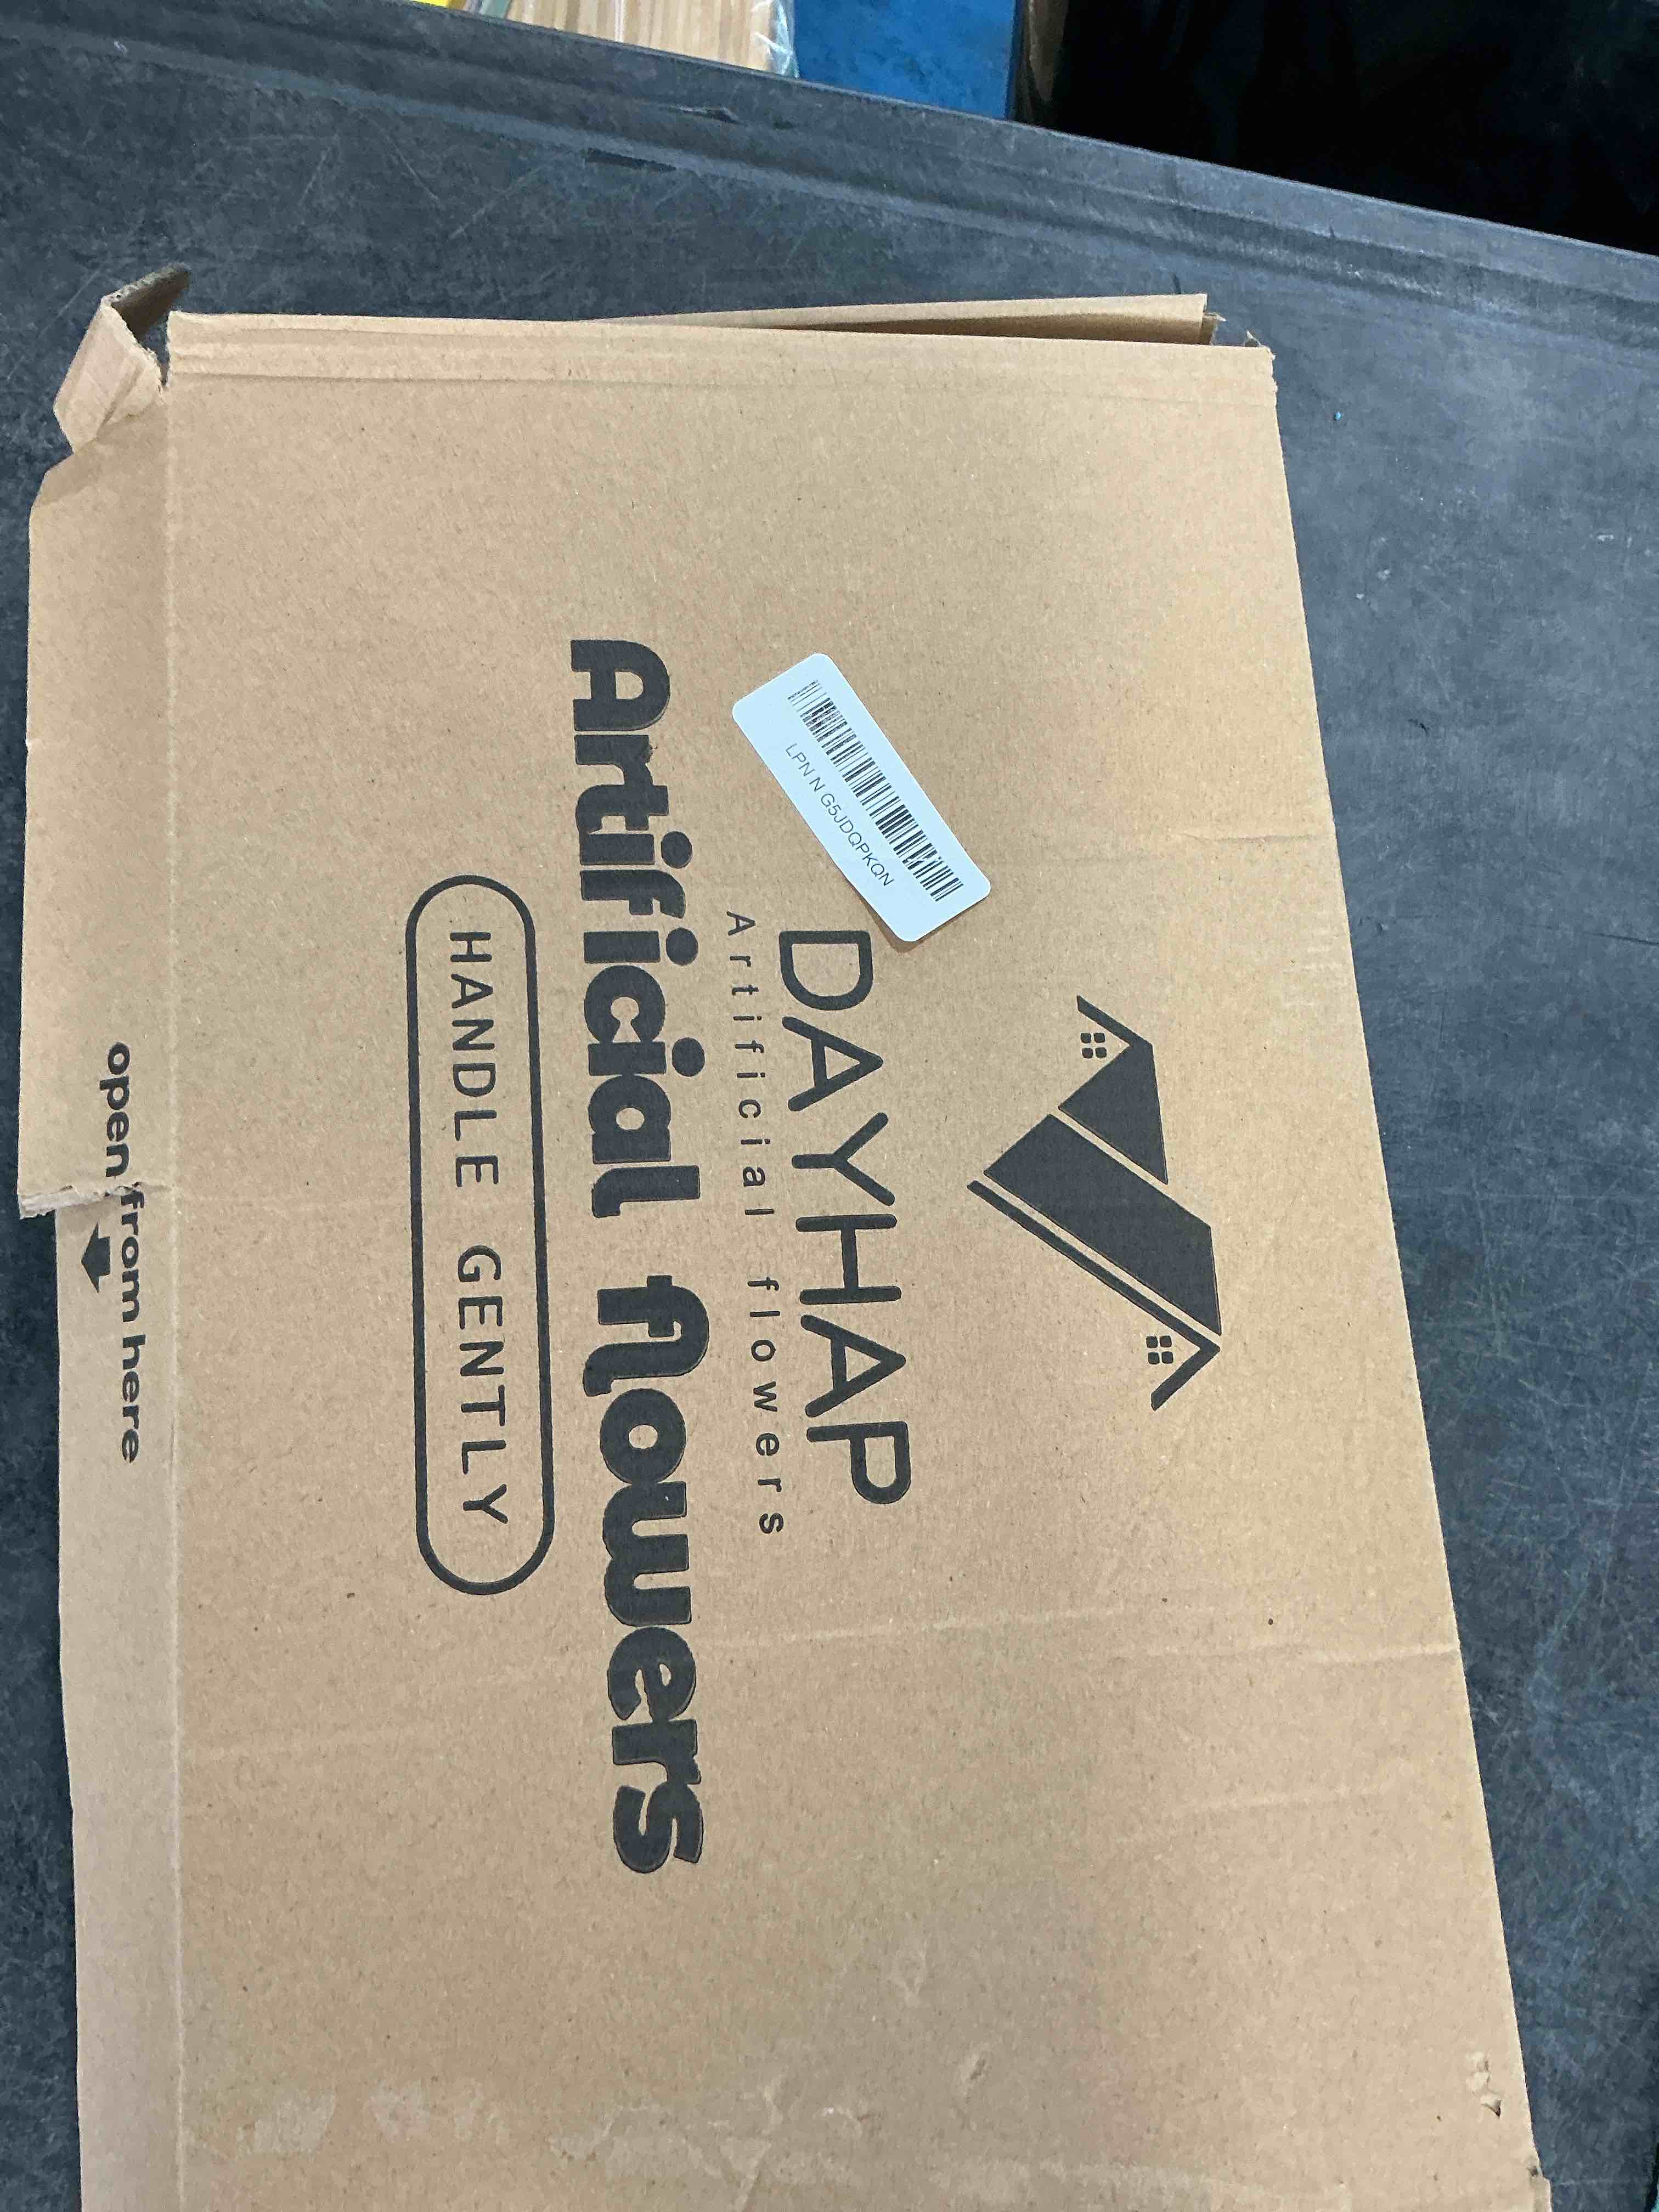 LPN N G5JDQPKQN
DAYHAP
Artificial flowers
Artificial flowers
HANDLE GENTLY
open from here